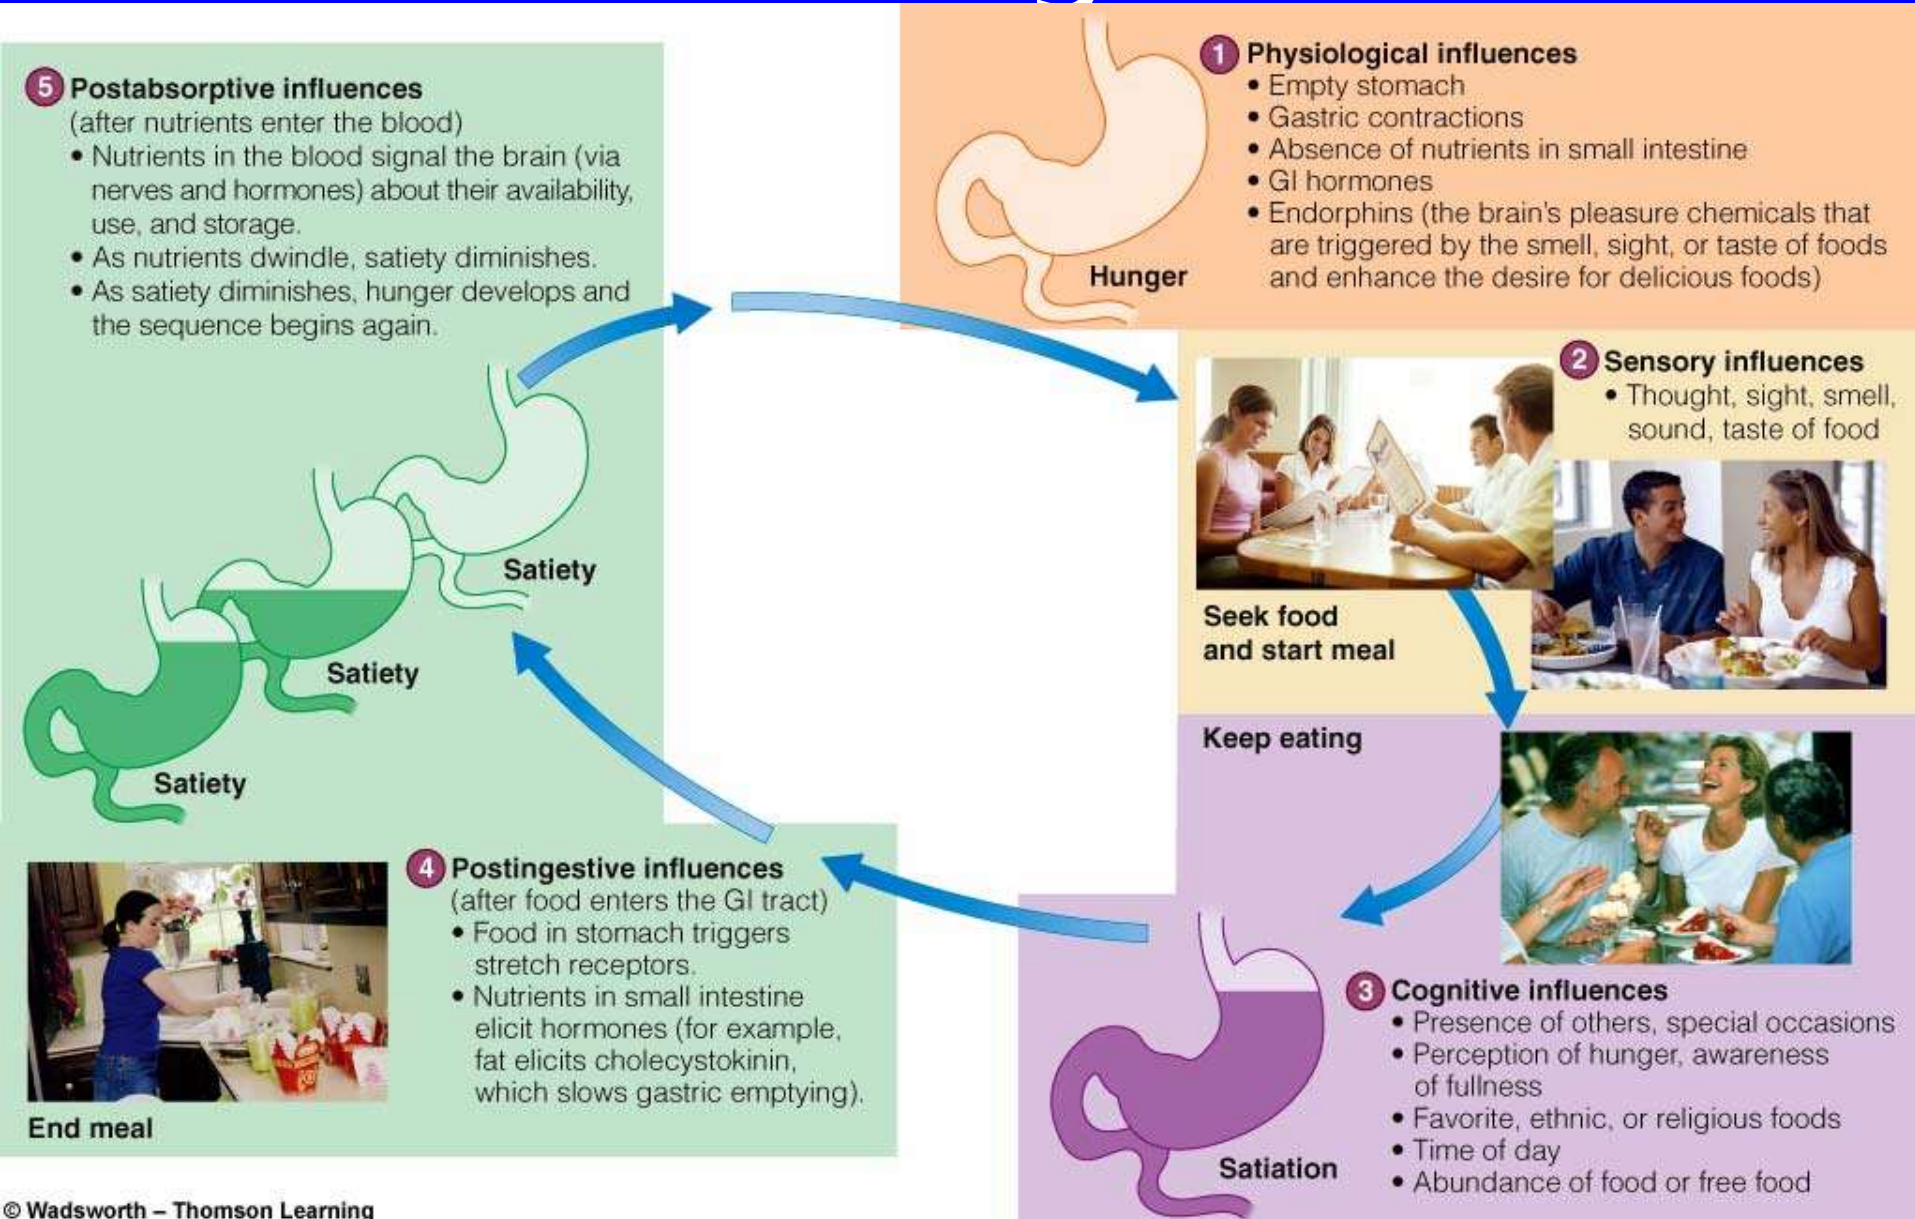 1 Physiological influences
• Empty stomach
• Gastric contractions
• Absence of nutrients in small intestine
• GI hormones
• Endorphins (the brain's pleasure chemicals that
are triggered by the smell, sight, or taste of foods
and enhance the desire for delicious foods)
Hunger
2 Sensory influences
• Thought, sight, smell,
sound, taste of food
Seek food
and start meal
Keep eating
3 Cognitive influences
• Presence of others, special occasions
• Perception of hunger, awareness
of fullness
• Favorite, ethnic, or religious foods
• Time of day
• Abundance of food or free food
Satiation
4 Postingestive influences
(after food enters the GI tract)
• Food in stomach triggers
stretch receptors.
• Nutrients in small intestine
elicit hormones (for example,
fat elicits cholecystokinin,
which slows gastric emptying).
End meal
5 Postabsorptive influences
(after nutrients enter the blood)
• Nutrients in the blood signal the brain (via
nerves and hormones) about their availability,
use, and storage.
• As nutrients dwindle, satiety diminishes.
• As satiety diminishes, hunger develops and
the sequence begins again.
Satiety
Satiety
Satiety
© Wadsworth – Thomson Learning